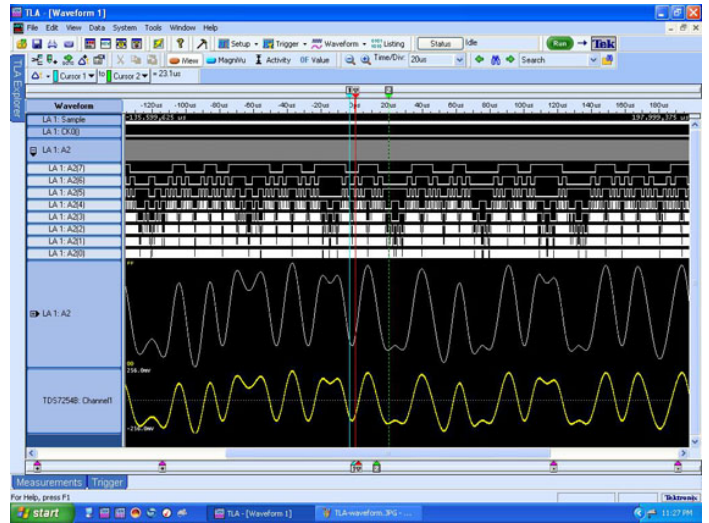 TLA - [Waveform 1]
File Edit View Data System Tools Window Help
Setup Trigger Waveform Listing Status Idle Run Tek
View MagniVu Activity Value Time/Div: 20us Search
Cursor 1 to Cursor 2 = 23.1us
TLA Explorer
Waveform
-120us -100us -80us -60us -40us -20us 20us 40us 60us 80us 100us 120us 140us 160us 180us
LA 1: Sample -135.599,625 us 197.999,375 us
LA 1: CK0()
LA 1: A2
LA 1: A2(7)
LA 1: A2(6)
LA 1: A2(5)
LA 1: A2(4)
LA 1: A2(3)
LA 1: A2(2)
LA 1: A2(1)
LA 1: A2(0)
FF
LA 1: A2
00
256.0mV
TDS7254B: Channel1
-256.0mV
Measurements Trigger
For Help, press F1
Tektronix
start
TLA - [Waveform 1]
TLA-waveform.JPG - ...
11:27 PM